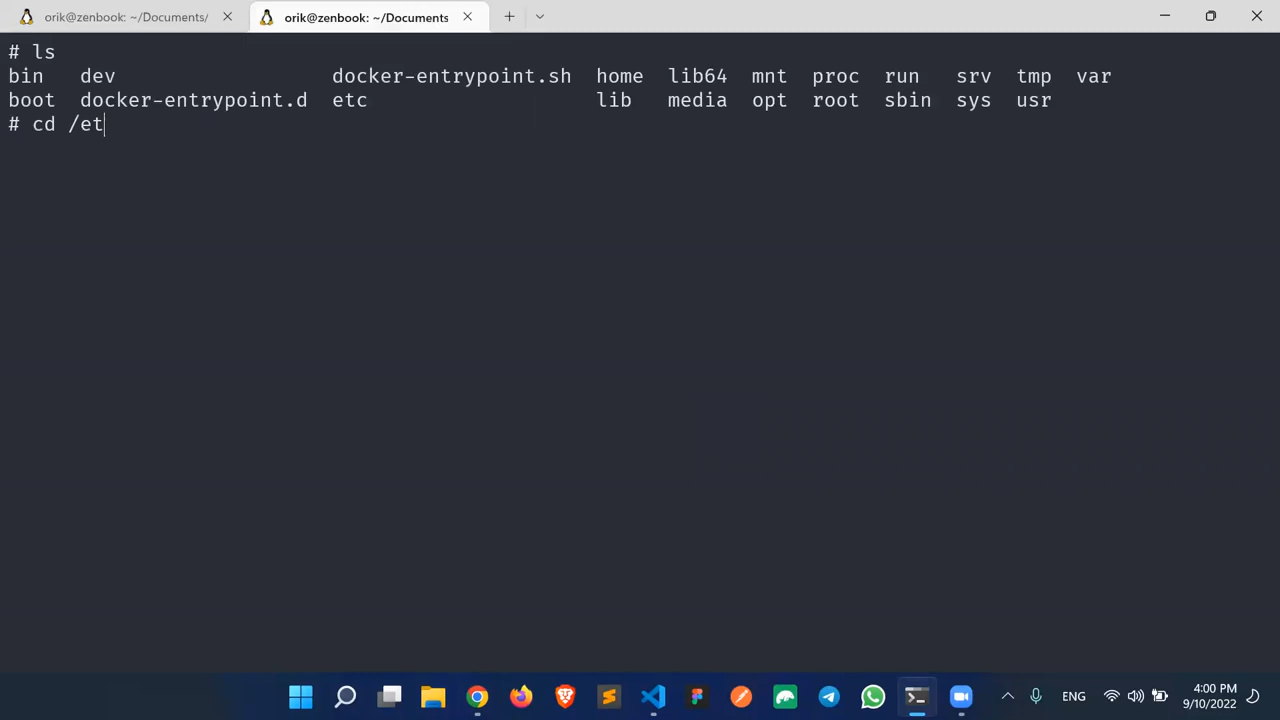 orik@zenbook: ~/Documents/
orik@zenbook: ~/Documents
# ls
bin dev docker-entrypoint.sh home lib64 mnt proc run srv tmp var
boot docker-entrypoint.d etc lib media opt root sbin sys usr
# cd /et
ENG
4:00 PM
9/10/2022